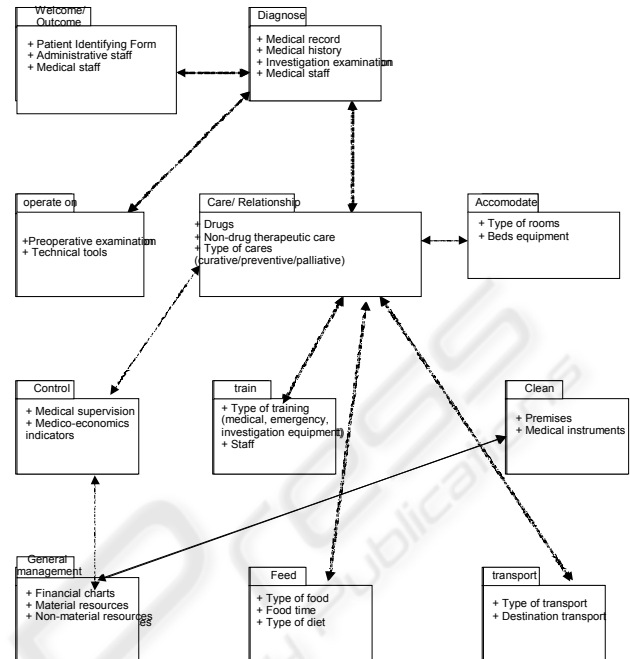 Welcome/
Outcome
+ Patient Identifying Form
+ Administrative staff
+ Medical staff
Diagnose
+ Medical record
+ Medical history
+ Investigation examination
+ Medical staff
operate on
+Preoperative examination
+ Technical tools
Care/ Relationship
+ Drugs
+ Non-drug therapeutic care
+ Type of cares
(curative/preventive/palliative)
Accomodate
+ Type of rooms
+ Beds equipment
Control
+ Medical supervision
+ Medico-economics
indicators
train
+ Type of training
(medical, emergency,
investigation equipment)
+ Staff
Clean
+ Premises
+ Medical instruments
General
management
+ Financial charts
+ Material resources
+ Non-material resources
Feed
+ Type of food
+ Food time
+ Type of diet
transport
+ Type of transport
+ Destination transport